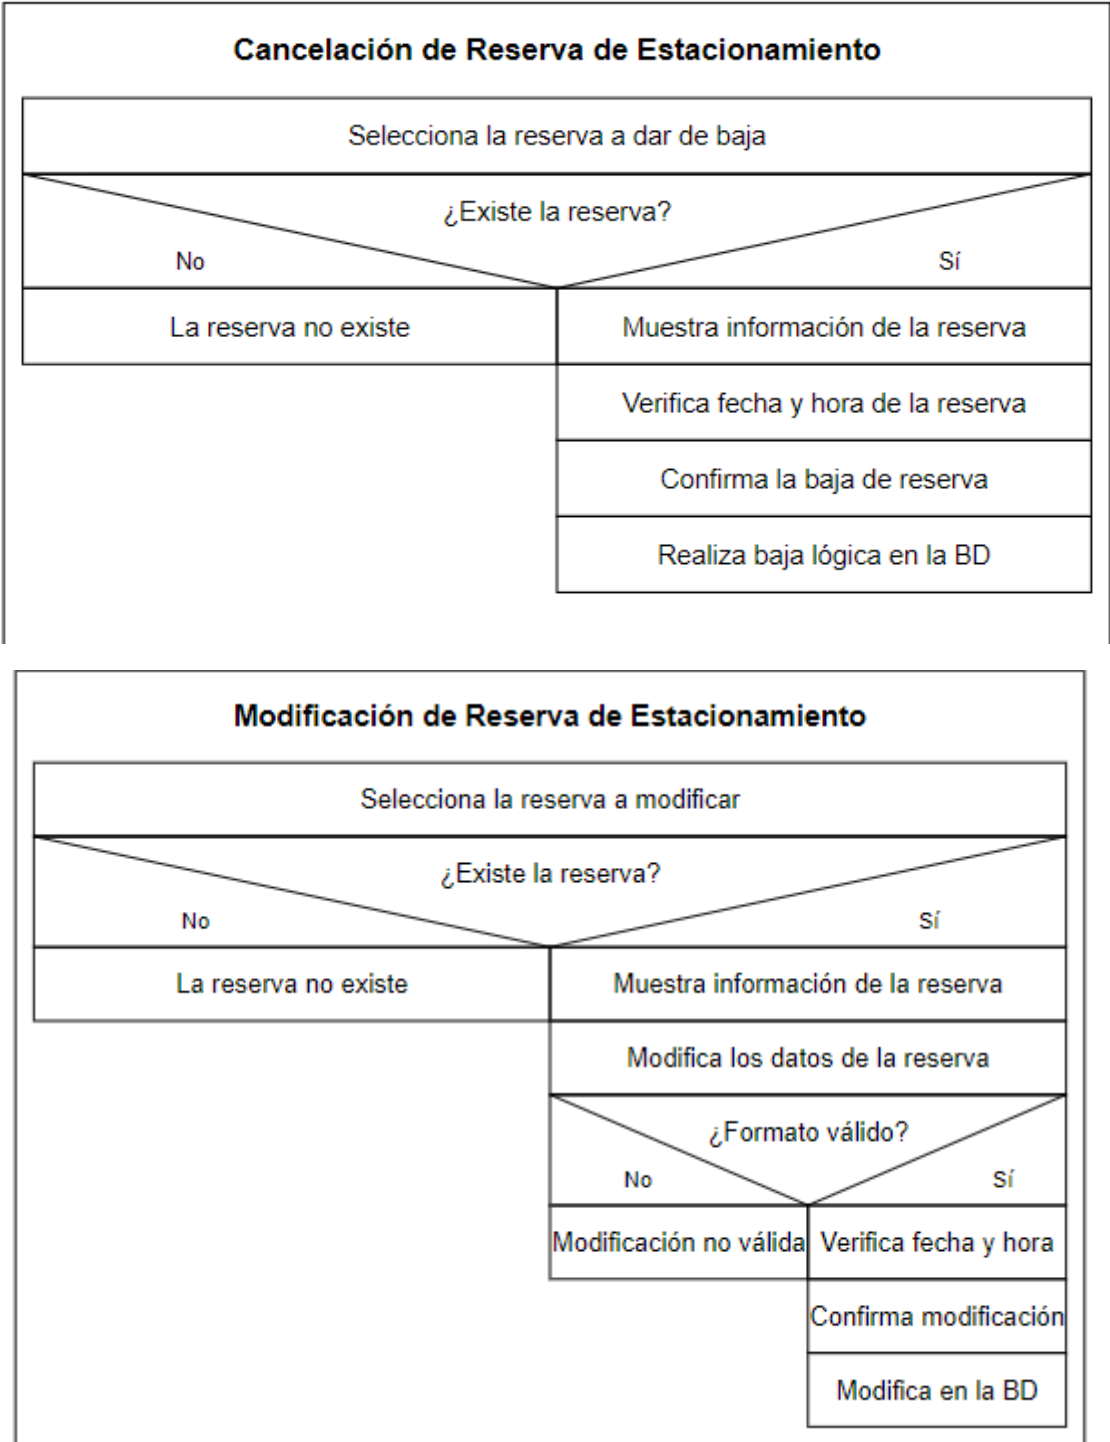 Cancelación de Reserva de Estacionamiento
Selecciona la reserva a dar de baja
¿Existe la reserva?
No
Sí
La reserva no existe
Muestra información de la reserva
Verifica fecha y hora de la reserva
Confirma la baja de reserva
Realiza baja lógica en la BD
Modificación de Reserva de Estacionamiento
Selecciona la reserva a modificar
¿Existe la reserva?
No
Sí
La reserva no existe
Muestra información de la reserva
Modifica los datos de la reserva
¿Formato válido?
No
Sí
Modificación no válida
Verifica fecha y hora
Confirma modificación
Modifica en la BD